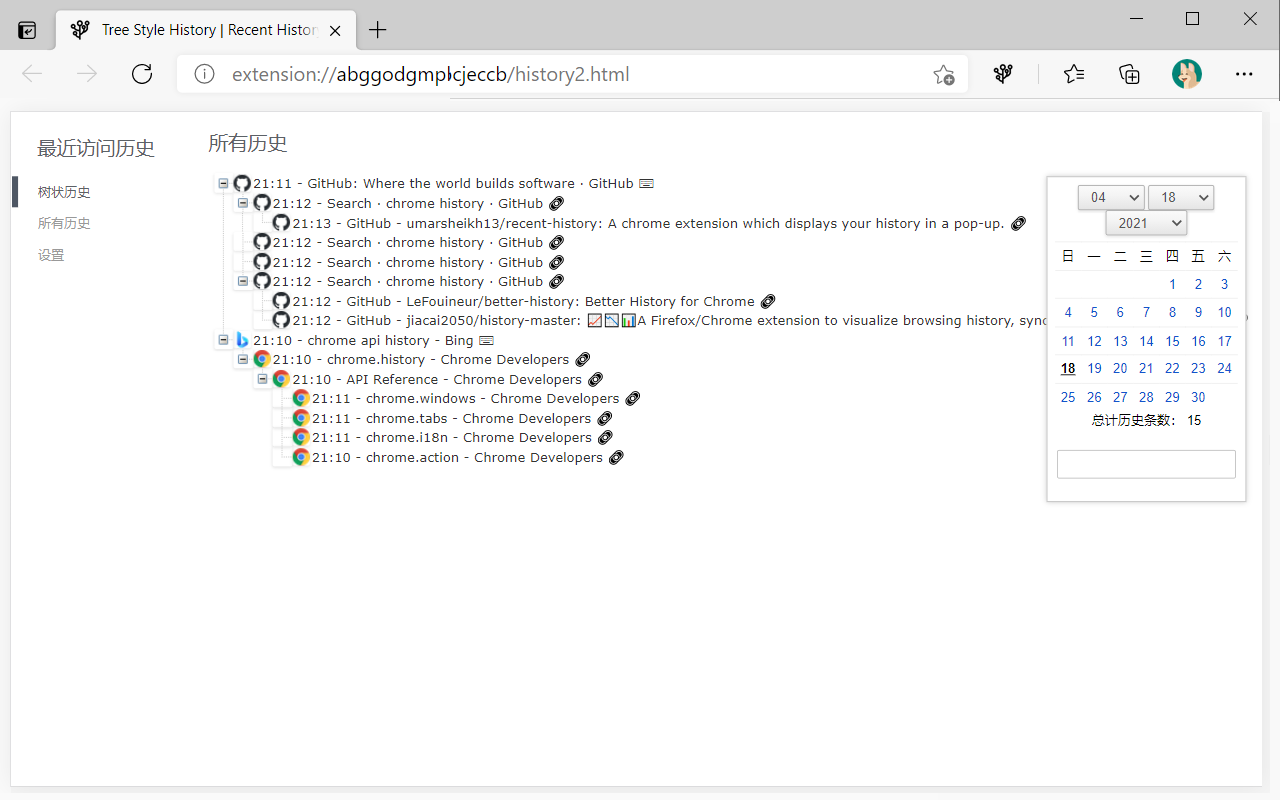 Tree Style History | Recent Histor
extension://abggodgmpkcjeccb/history2.html
最近访问历史
树状历史
所有历史
设置
所有历史
21:11 - GitHub: Where the world builds software · GitHub
21:12 - Search · chrome history · GitHub
21:13 - GitHub - umarsheikh13/recent-history: A chrome extension which displays your history in a pop-up.
21:12 - Search · chrome history · GitHub
21:12 - Search · chrome history · GitHub
21:12 - Search · chrome history · GitHub
21:12 - GitHub - LeFouineur/better-history: Better History for Chrome
21:12 - GitHub - jiacai2050/history-master: 📈📉📊A Firefox/Chrome extension to visualize browsing history, sync
21:10 - chrome api history - Bing
21:10 - chrome.history - Chrome Developers
21:10 - API Reference - Chrome Developers
21:11 - chrome.windows - Chrome Developers
21:11 - chrome.tabs - Chrome Developers
21:11 - chrome.i18n - Chrome Developers
21:10 - chrome.action - Chrome Developers
04 18
2021
日 一 二 三 四 五 六
1 2 3
4 5 6 7 8 9 10
11 12 13 14 15 16 17
18 19 20 21 22 23 24
25 26 27 28 29 30
总计历史条数: 15